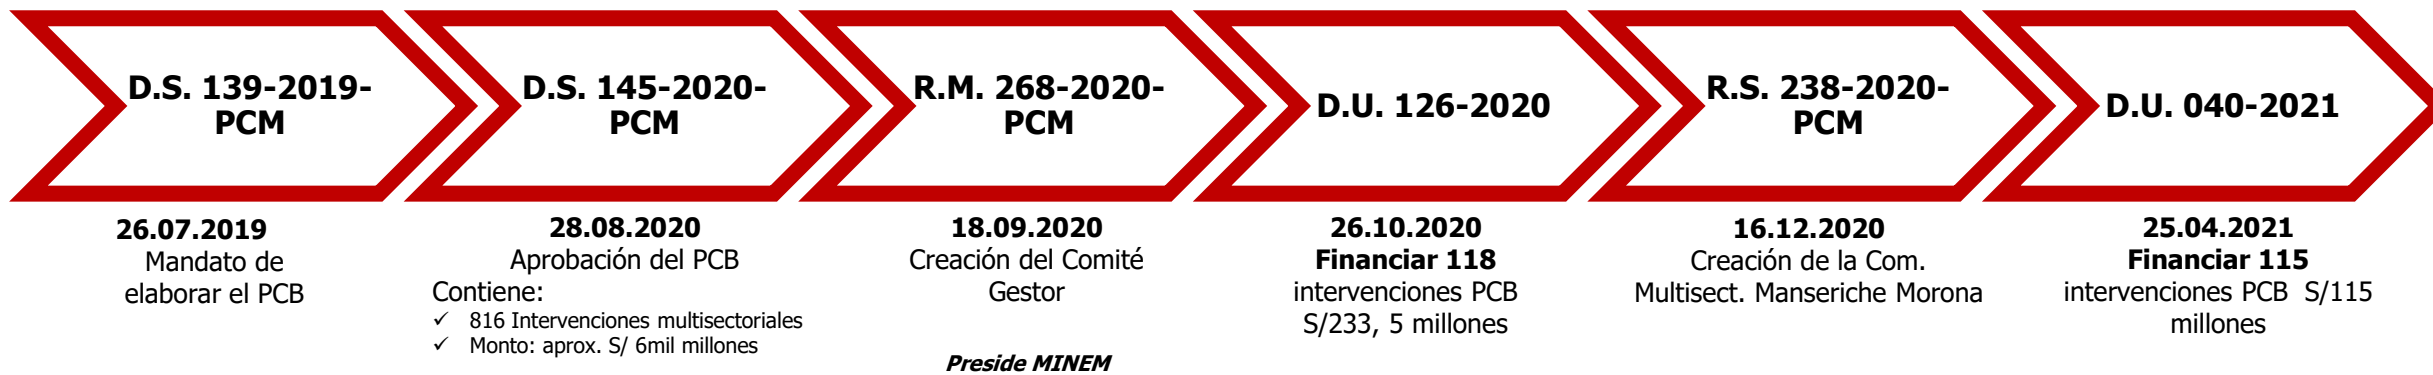 D.S. 139-2019-
PCM
D.S. 145-2020-
PCM
R.M. 268-2020-
PCM
D.U. 126-2020
R.S. 238-2020-
PCM
D.U. 040-2021
26.07.2019
Mandato de
elaborar el PCB
28.08.2020
Aprobación del PCB
Contiene:
✓ 816 Intervenciones multisectoriales
✓ Monto: aprox. S/ 6mil millones
18.09.2020
Creación del Comité
Gestor
Preside MINEM
26.10.2020
Financiar 118
intervenciones PCB
S/233, 5 millones
16.12.2020
Creación de la Com.
Multisect. Manseriche Morona
25.04.2021
Financiar 115
intervenciones PCB S/115
millones